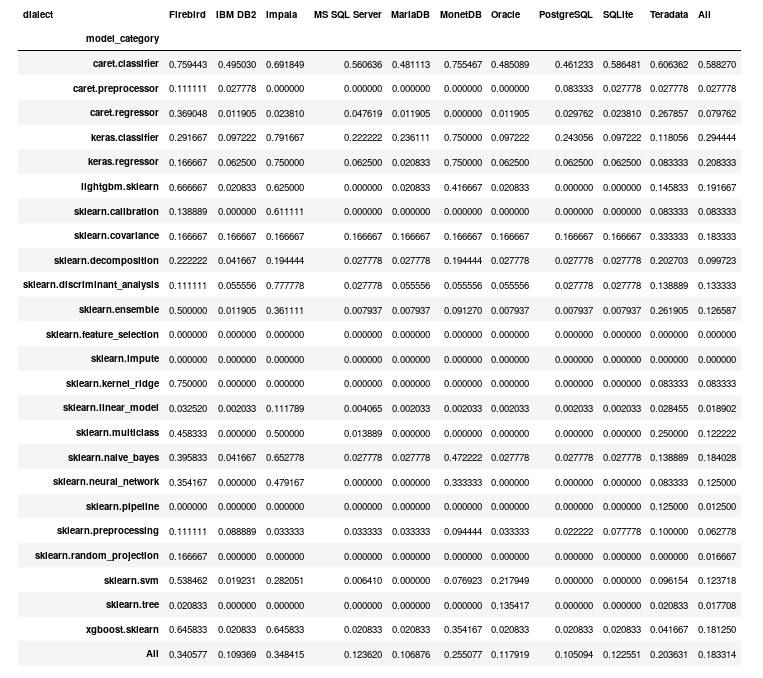 dialect Firebird IBM DB2 Impala MS SQL Server MariaDB MonetDB Oracle PostgreSQL SQLite Teradata All
model_category
caret.classifier 0.759443 0.495030 0.691849 0.560636 0.481113 0.755467 0.485089 0.461233 0.586481 0.606362 0.588270
caret.preprocessor 0.111111 0.027778 0.000000 0.000000 0.000000 0.000000 0.000000 0.083333 0.027778 0.027778 0.027778
caret.regressor 0.369048 0.011905 0.023810 0.047619 0.011905 0.000000 0.011905 0.029762 0.023810 0.267857 0.079762
keras.classifier 0.291667 0.097222 0.791667 0.222222 0.236111 0.750000 0.097222 0.243056 0.097222 0.118056 0.294444
keras.regressor 0.166667 0.062500 0.750000 0.062500 0.020833 0.750000 0.062500 0.062500 0.062500 0.083333 0.208333
lightgbm.sklearn 0.666667 0.020833 0.625000 0.000000 0.020833 0.416667 0.020833 0.000000 0.000000 0.145833 0.191667
sklearn.calibration 0.138889 0.000000 0.611111 0.000000 0.000000 0.000000 0.000000 0.000000 0.000000 0.083333 0.083333
sklearn.covariance 0.166667 0.166667 0.166667 0.166667 0.166667 0.166667 0.166667 0.166667 0.166667 0.333333 0.183333
sklearn.decomposition 0.222222 0.041667 0.194444 0.027778 0.027778 0.194444 0.027778 0.027778 0.027778 0.202703 0.099723
sklearn.discriminant_analysis 0.111111 0.055556 0.777778 0.027778 0.055556 0.055556 0.055556 0.027778 0.027778 0.138889 0.133333
sklearn.ensemble 0.500000 0.011905 0.361111 0.007937 0.007937 0.091270 0.007937 0.007937 0.007937 0.261905 0.126587
sklearn.feature_selection 0.000000 0.000000 0.000000 0.000000 0.000000 0.000000 0.000000 0.000000 0.000000 0.000000 0.000000
sklearn.impute 0.000000 0.000000 0.000000 0.000000 0.000000 0.000000 0.000000 0.000000 0.000000 0.000000 0.000000
sklearn.kernel_ridge 0.750000 0.000000 0.000000 0.000000 0.000000 0.000000 0.000000 0.000000 0.000000 0.083333 0.083333
sklearn.linear_model 0.032520 0.002033 0.111789 0.004065 0.002033 0.002033 0.002033 0.002033 0.002033 0.028455 0.018902
sklearn.multiclass 0.458333 0.000000 0.500000 0.013889 0.000000 0.000000 0.000000 0.000000 0.000000 0.250000 0.122222
sklearn.naive_bayes 0.395833 0.041667 0.652778 0.027778 0.027778 0.472222 0.027778 0.027778 0.027778 0.138889 0.184028
sklearn.neural_network 0.354167 0.000000 0.479167 0.000000 0.000000 0.333333 0.000000 0.000000 0.000000 0.083333 0.125000
sklearn.pipeline 0.000000 0.000000 0.000000 0.000000 0.000000 0.000000 0.000000 0.000000 0.000000 0.125000 0.012500
sklearn.preprocessing 0.111111 0.088889 0.033333 0.033333 0.033333 0.094444 0.033333 0.022222 0.077778 0.100000 0.062778
sklearn.random_projection 0.166667 0.000000 0.000000 0.000000 0.000000 0.000000 0.000000 0.000000 0.000000 0.000000 0.016667
sklearn.svm 0.538462 0.019231 0.282051 0.006410 0.000000 0.076923 0.217949 0.000000 0.000000 0.096154 0.123718
sklearn.tree 0.020833 0.000000 0.000000 0.000000 0.000000 0.000000 0.135417 0.000000 0.000000 0.020833 0.017708
xgboost.sklearn 0.645833 0.020833 0.645833 0.020833 0.020833 0.354167 0.020833 0.020833 0.020833 0.041667 0.181250
All 0.340577 0.109369 0.348415 0.123620 0.106876 0.255077 0.117919 0.105094 0.122551 0.203631 0.183314